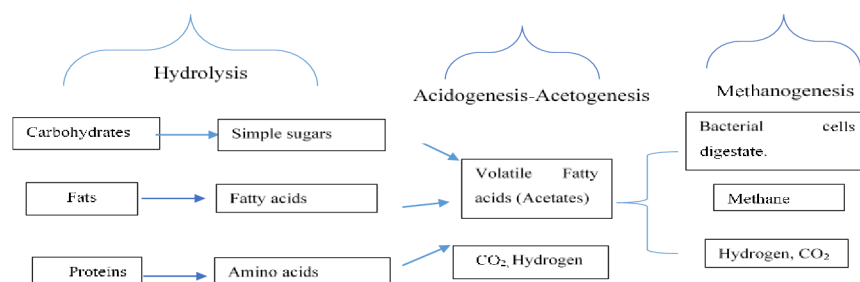 Hydrolysis
Acidogenesis-Acetogenesis
Methanogenesis
Carbohydrates
Simple sugars
Fats
Fatty acids
Proteins
Amino acids
Volatile Fatty
acids (Acetates)
CO₂, Hydrogen
Bacterial cells
digestate.
Methane
Hydrogen, CO₂